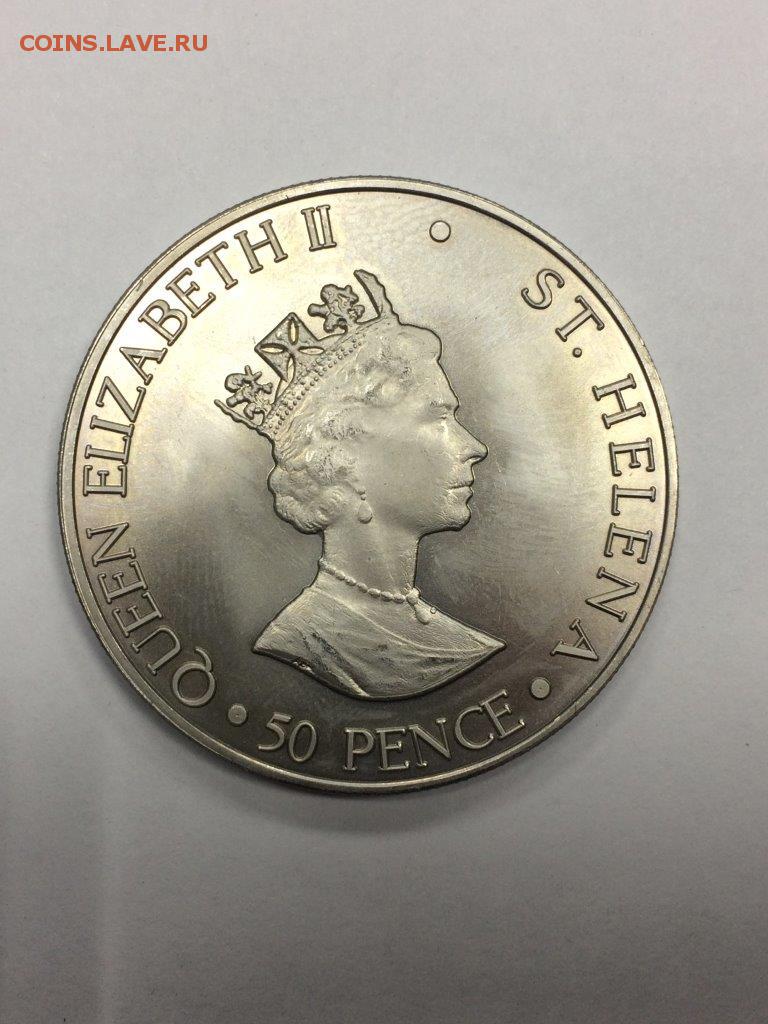 COINS.LAVE.RU
QUEEN ELIZABETH II
ST. HELENA
• 50 PENCE •